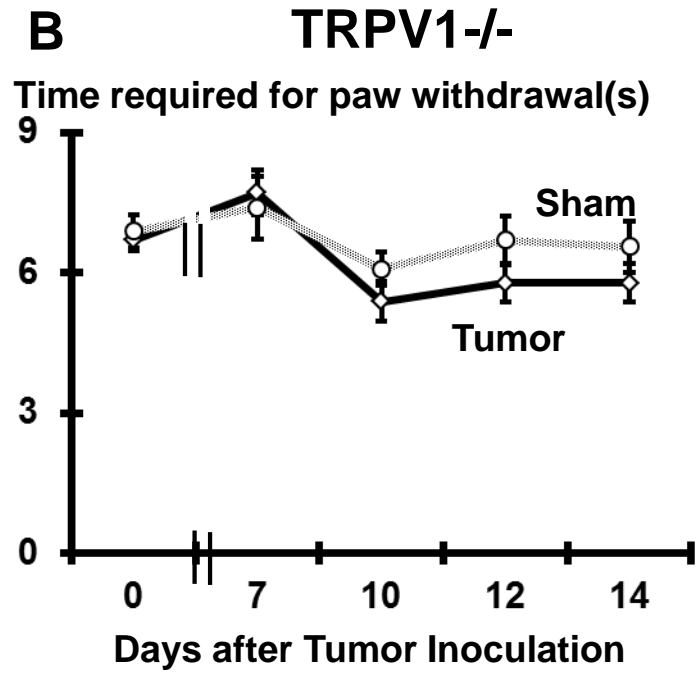 B TRPV1-/-
Time required for paw withdrawal(s)
9
Sham
6
Tumor
3
0
0 7 10 12 14
Days after Tumor Inoculation